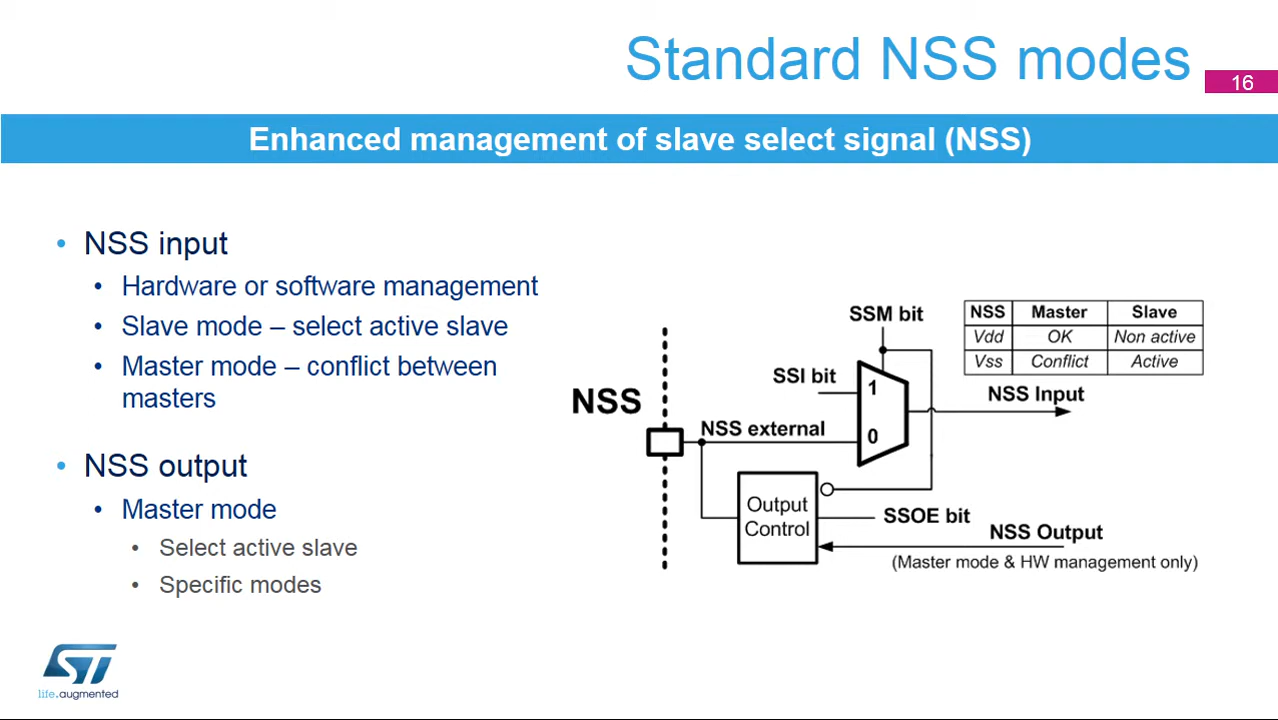 Standard NSS modes
16
Enhanced management of slave select signal (NSS)
• NSS input
• Hardware or software management
• Slave mode – select active slave
• Master mode – conflict between
masters
• NSS output
• Master mode
• Select active slave
• Specific modes
NSS
SSM bit
SSI bit
1
NSS external
0
NSS Master Slave
Vdd OK Non active
Vss Conflict Active
NSS Input
Output
Control
SSOE bit
NSS Output
(Master mode & HW management only)
ST
life.augmented